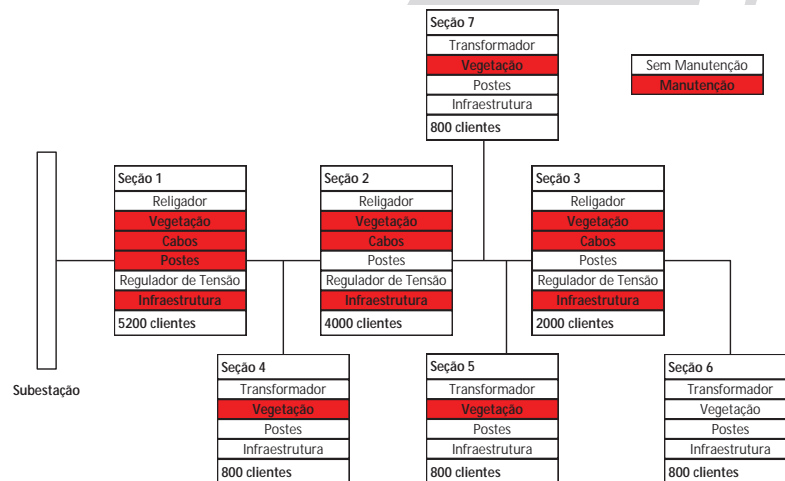 Seção 7
Transformador
Vegetação
Postes
Infraestrutura
800 clientes
Sem Manutenção
Manutenção
Seção 1
Religador
Vegetação
Cabos
Postes
Regulador de Tensão
Infraestrutura
5200 clientes
Seção 2
Religador
Vegetação
Cabos
Postes
Regulador de Tensão
Infraestrutura
4000 clientes
Seção 3
Religador
Vegetação
Cabos
Postes
Regulador de Tensão
Infraestrutura
2000 clientes
Subestação
Seção 4
Transformador
Vegetação
Postes
Infraestrutura
800 clientes
Seção 5
Transformador
Vegetação
Postes
Infraestrutura
800 clientes
Seção 6
Transformador
Vegetação
Postes
Infraestrutura
800 clientes